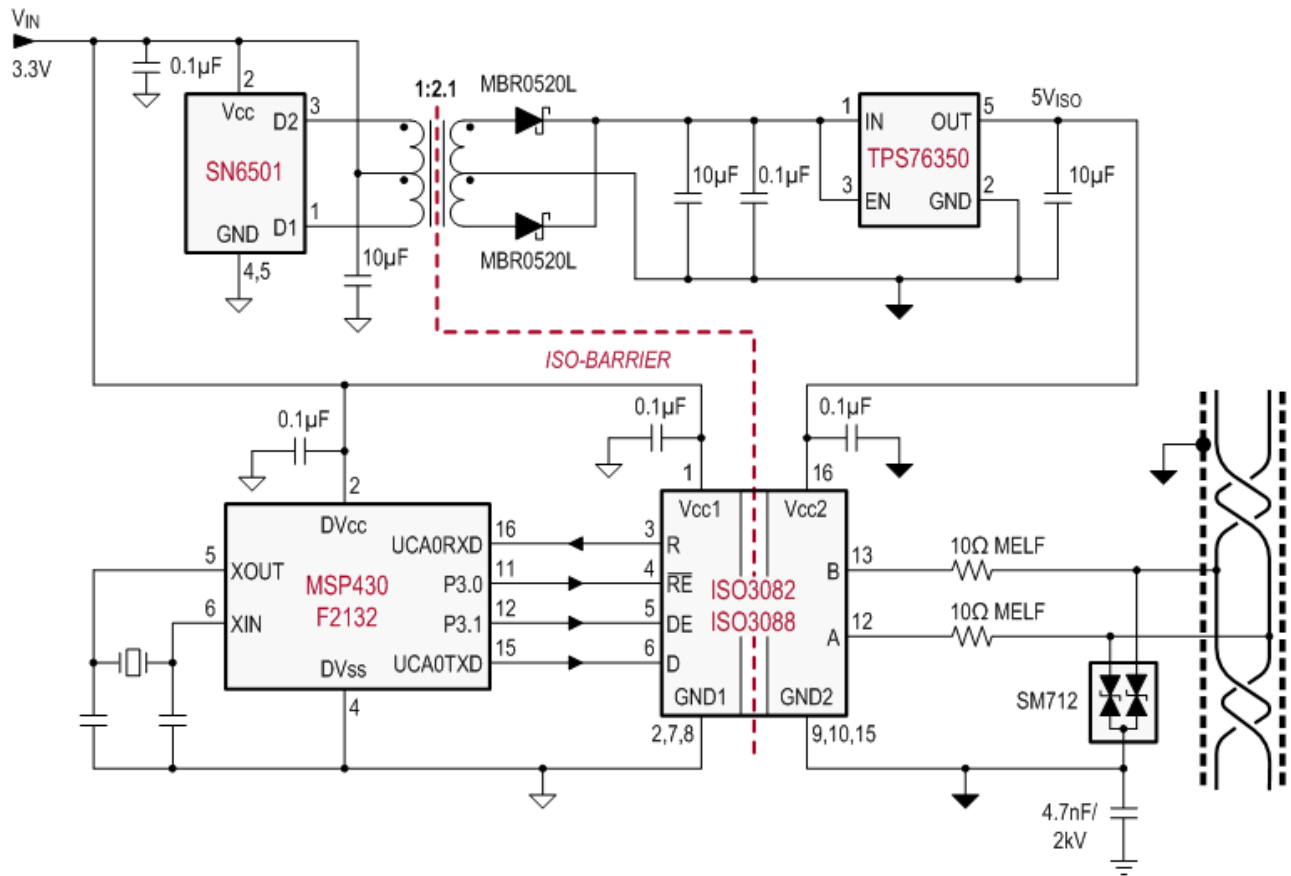 VIN
3.3V
0.1µF
2
Vcc
D2
3
SN6501
D1
1
GND
4,5
10µF
1:2.1
MBR0520L
MBR0520L
10µF
0.1µF
1
IN
OUT
5
TPS76350
3
EN
GND
2
5VISO
10µF
ISO-BARRIER
0.1µF
2
DVcc
5
XOUT
6
XIN
MSP430
F2132
UCA0RXD
16
P3.0
11
P3.1
12
UCA0TXD
15
DVss
4
0.1µF
1
Vcc1
3
R
4
RE
5
DE
6
D
GND1
2,7,8
ISO3082
ISO3088
0.1µF
16
Vcc2
B
13
A
12
GND2
9,10,15
10Ω MELF
10Ω MELF
SM712
4.7nF/
2kV